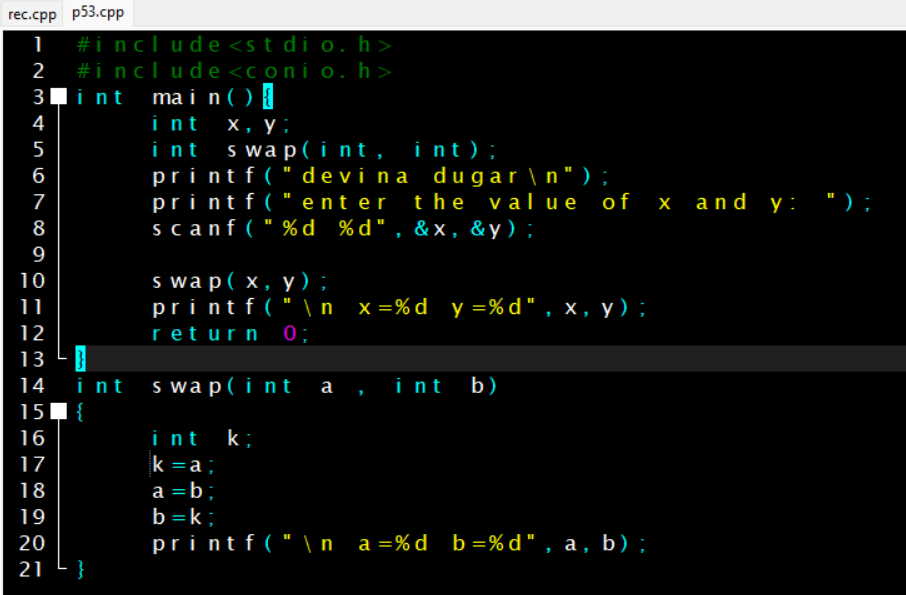 rec.cpp p53.cpp
1 #include<stdio.h>
2 #include<conio.h>
3 int main(){
4 int x,y;
5 int swap(int, int);
6 printf("devina dugar\n");
7 printf("enter the value of x and y: ");
8 scanf("%d %d",&x,&y);
9
10 swap(x,y);
11 printf("\n x=%d y=%d",x,y);
12 return 0;
13 }
14 int swap(int a , int b)
15 {
16 int k;
17 k=a;
18 a=b;
19 b=k;
20 printf("\n a=%d b=%d",a,b);
21 }